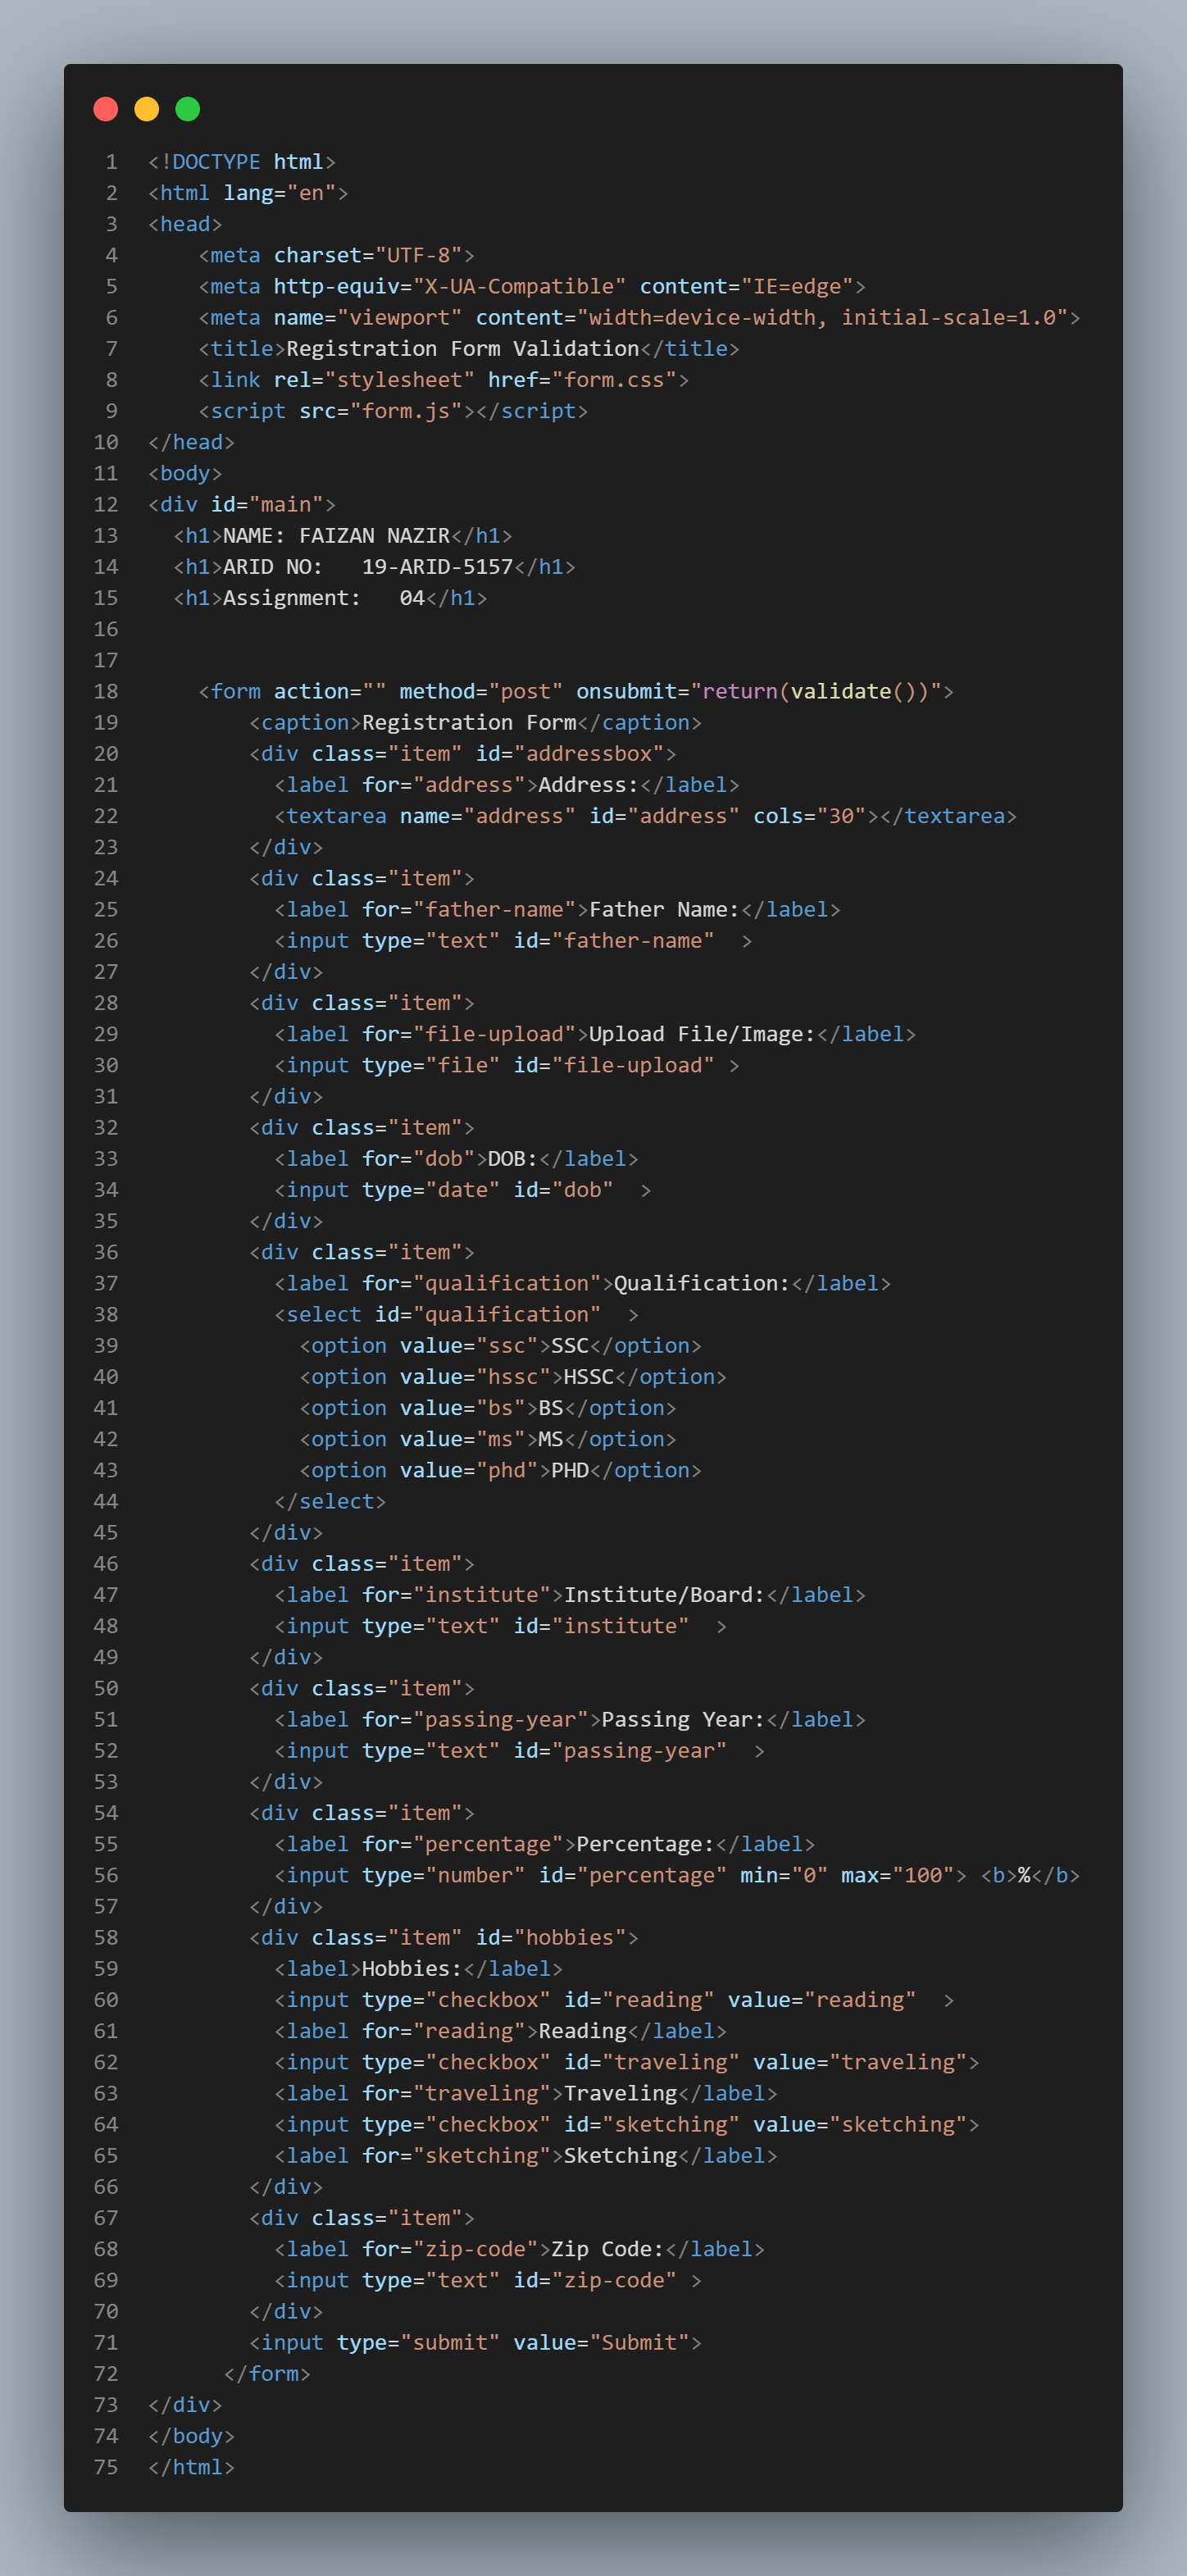 1 <!DOCTYPE html>
2 <html lang="en">
3 <head>
4     <meta charset="UTF-8">
5     <meta http-equiv="X-UA-Compatible" content="IE=edge">
6     <meta name="viewport" content="width=device-width, initial-scale=1.0">
7     <title>Registration Form Validation</title>
8     <link rel="stylesheet" href="form.css">
9     <script src="form.js"></script>
10 </head>
11 <body>
12 <div id="main">
13   <h1>NAME: FAIZAN NAZIR</h1>
14   <h1>ARID NO:   19-ARID-5157</h1>
15   <h1>Assignment:   04</h1>
16
17
18     <form action="" method="post" onsubmit="return(validate())">
19         <caption>Registration Form</caption>
20         <div class="item" id="addressbox">
21           <label for="address">Address:</label>
22           <textarea name="address" id="address" cols="30"></textarea>
23         </div>
24         <div class="item">
25           <label for="father-name">Father Name:</label>
26           <input type="text" id="father-name"  >
27         </div>
28         <div class="item">
29           <label for="file-upload">Upload File/Image:</label>
30           <input type="file" id="file-upload" >
31         </div>
32         <div class="item">
33           <label for="dob">DOB:</label>
34           <input type="date" id="dob"  >
35         </div>
36         <div class="item">
37           <label for="qualification">Qualification:</label>
38           <select id="qualification"  >
39             <option value="ssc">SSC</option>
40             <option value="hssc">HSSC</option>
41             <option value="bs">BS</option>
42             <option value="ms">MS</option>
43             <option value="phd">PHD</option>
44           </select>
45         </div>
46         <div class="item">
47           <label for="institute">Institute/Board:</label>
48           <input type="text" id="institute"  >
49         </div>
50         <div class="item">
51           <label for="passing-year">Passing Year:</label>
52           <input type="text" id="passing-year"  >
53         </div>
54         <div class="item">
55           <label for="percentage">Percentage:</label>
56           <input type="number" id="percentage" min="0" max="100"> <b>%</b>
57         </div>
58         <div class="item" id="hobbies">
59           <label>Hobbies:</label>
60           <input type="checkbox" id="reading" value="reading"  >
61           <label for="reading">Reading</label>
62           <input type="checkbox" id="traveling" value="traveling">
63           <label for="traveling">Traveling</label>
64           <input type="checkbox" id="sketching" value="sketching">
65           <label for="sketching">Sketching</label>
66         </div>
67         <div class="item">
68           <label for="zip-code">Zip Code:</label>
69           <input type="text" id="zip-code" >
70         </div>
71         <input type="submit" value="Submit">
72       </form>
73 </div>
74 </body>
75 </html>